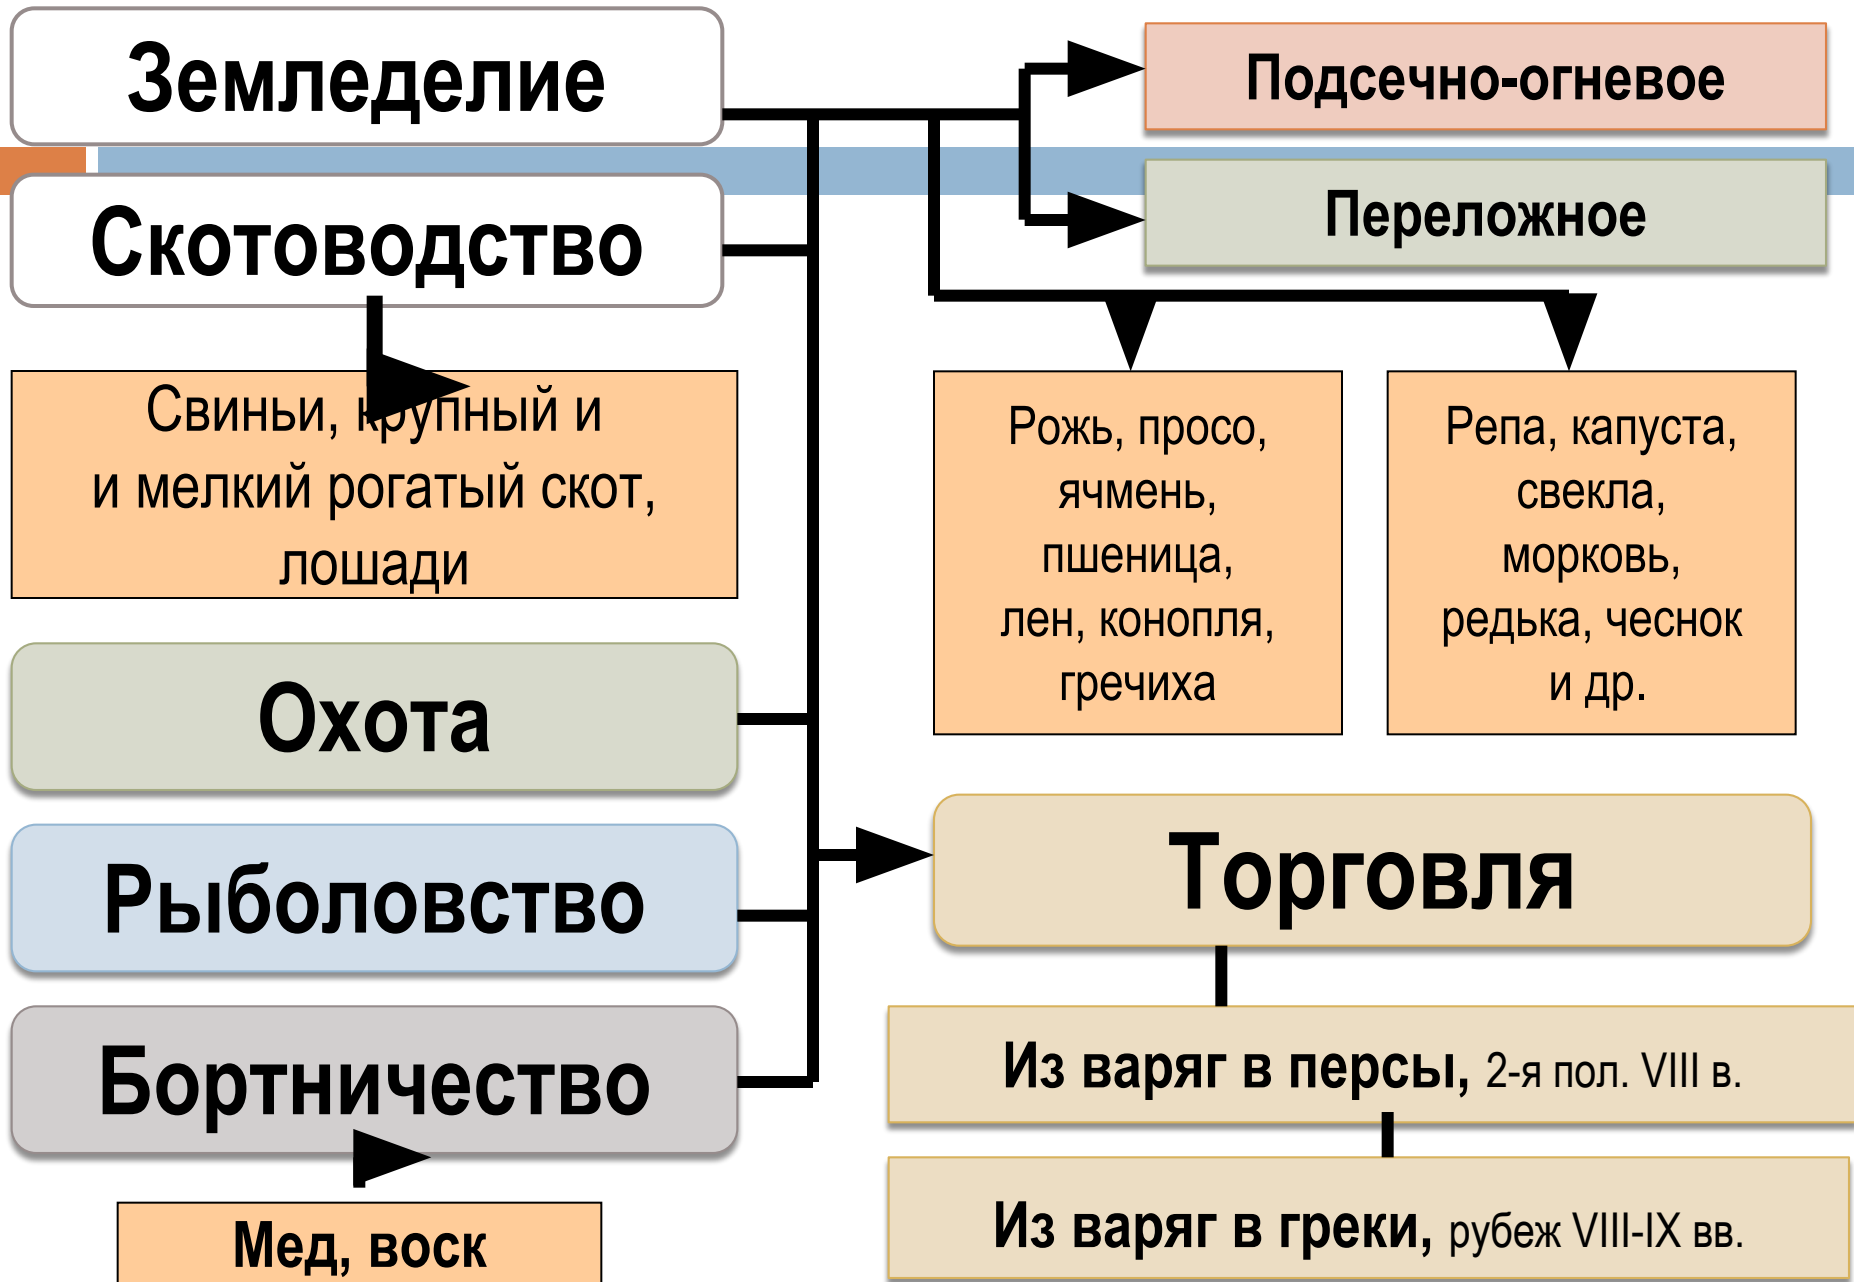 Земледелие
Подсечно-огневое
Скотоводство
Переложное
Свиньи, крупный и
и мелкий рогатый скот,
лошади
Рожь, просо,
ячмень,
пшеница,
лен, конопля,
гречиха
Репа, капуста,
свекла,
морковь,
редька, чеснок
и др.
Охота
Рыболовство
Торговля
Бортничество
Из варяг в персы, 2-я пол. VIII в.
Мед, воск
Из варяг в греки, рубеж VIII-IX вв.